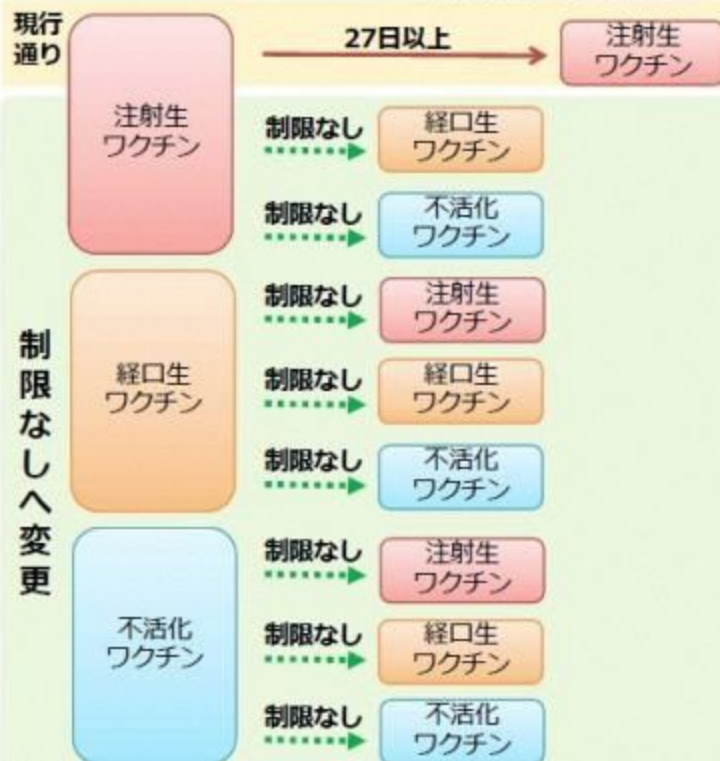 現行
通り
注射生
ワクチン
27日以上
注射生
ワクチン
制限なし
経口生
ワクチン
制限なし
不活化
ワクチン
制限なしへ変更
経口生
ワクチン
制限なし
注射生
ワクチン
制限なし
経口生
ワクチン
制限なし
不活化
ワクチン
不活化
ワクチン
制限なし
注射生
ワクチン
制限なし
経口生
ワクチン
制限なし
不活化
ワクチン